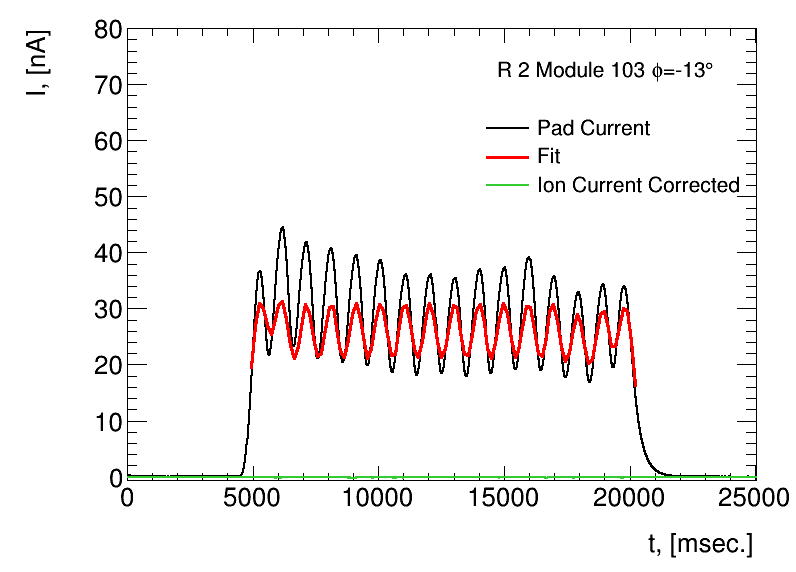 I, [nA]
80
70
60
50
40
30
20
10
0
R 2 Module 103 ϕ=-13°
Pad Current
Fit
Ion Current Corrected
0 5000 10000 15000 20000 25000
t, [msec.]